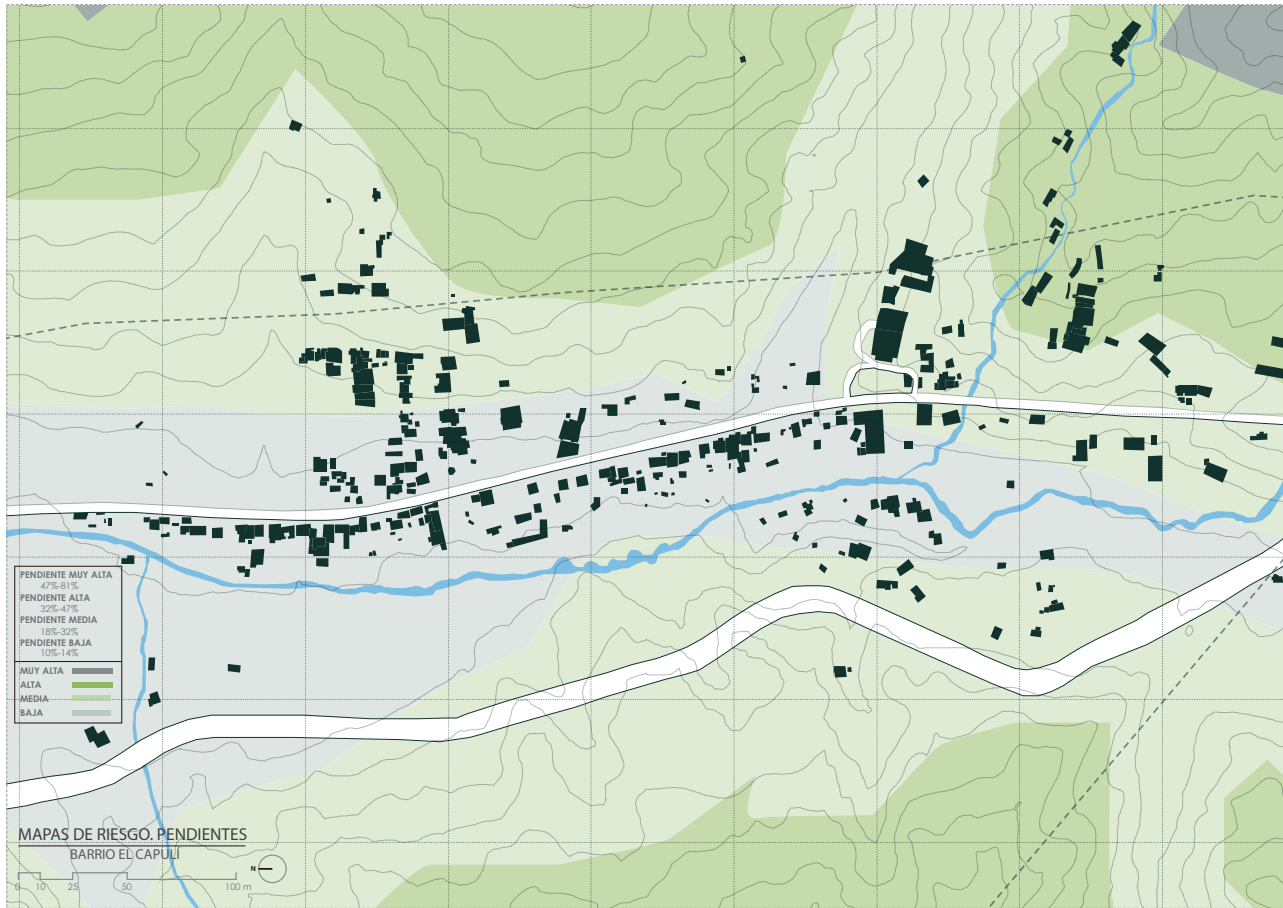 PENDIENTE MUY ALTA
47%-81%
PENDIENTE ALTA
32%-47%
PENDIENTE MEDIA
18%-32%
PENDIENTE BAJA
10%-14%
MUY ALTA
ALTA
MEDIA
BAJA
MAPAS DE RIESGO. PENDIENTES
BARRIO EL CAPULÍ
N
0 10 25 50 100 m